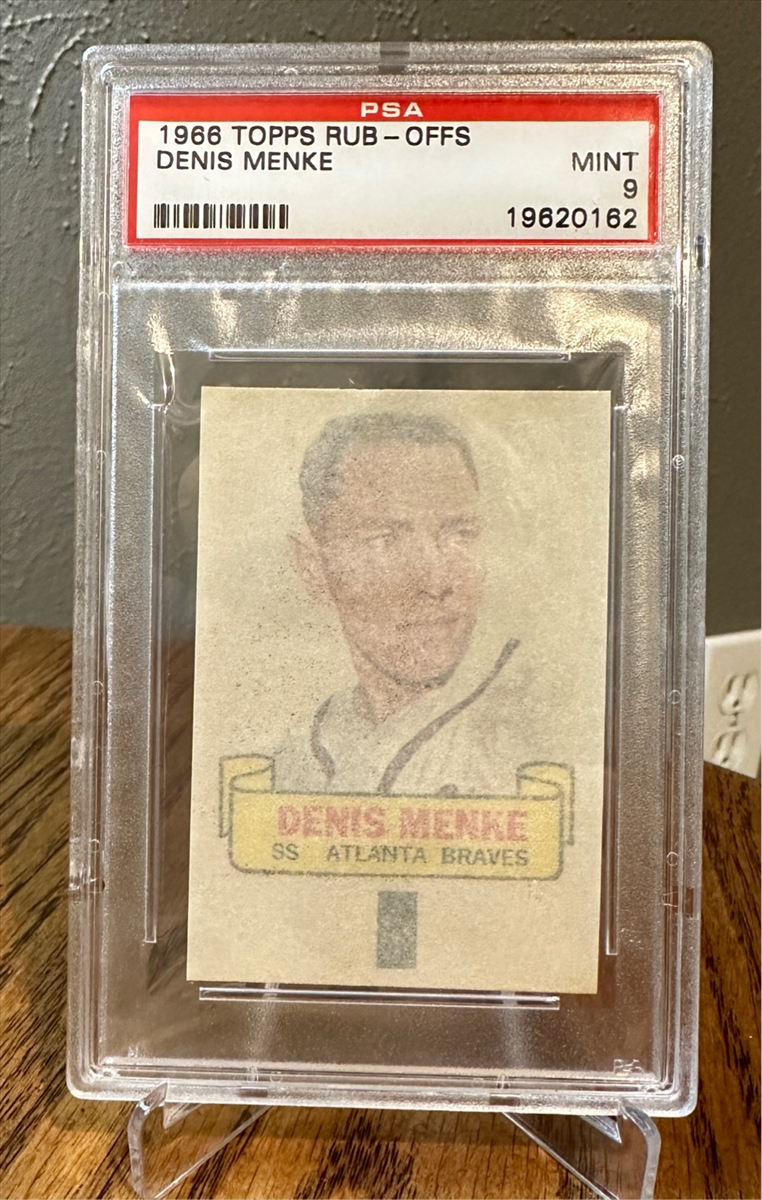 PSA
1966 TOPPS RUB-OFFS
DENIS MENKE MINT
9
19620162
DENIS MENKE
SS ATLANTA BRAVES